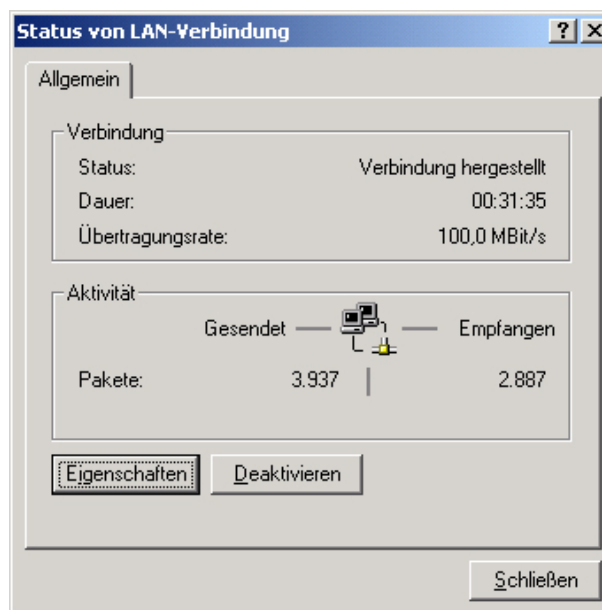 Status von LAN-Verbindung
Allgemein
Verbindung
Status: Verbindung hergestellt
Dauer: 00:31:35
Übertragungsrate: 100,0 MBit/s
Aktivität
Gesendet Empfangen
Pakete: 3.937 2.887
Eigenschaften Deaktivieren
Schließen